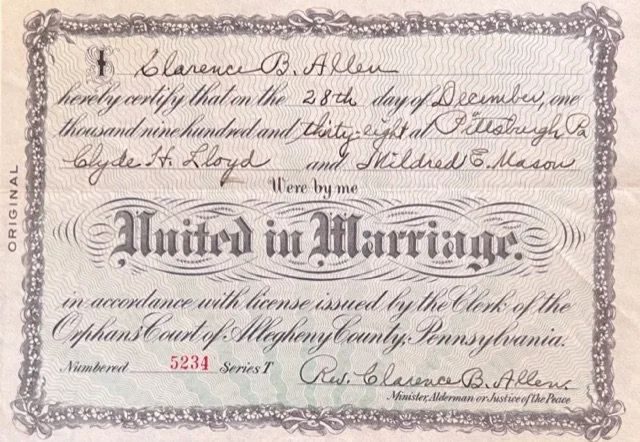 I Clarence B. Allen
hereby certify that on the 28th day of December, one
thousand nine hundred and thirty-eight at Pittsburgh Pa
Clyde H. Lloyd and Mildred E. Mason
Were by me
United in Marriage.
in accordance with license issued by the Clerk of the
Orphans' Court of Allegheny County, Pennsylvania.
Numbered 5234 Series T
Rev. Clarence B. Allen
Minister, Alderman or Justice of the Peace
ORIGINAL